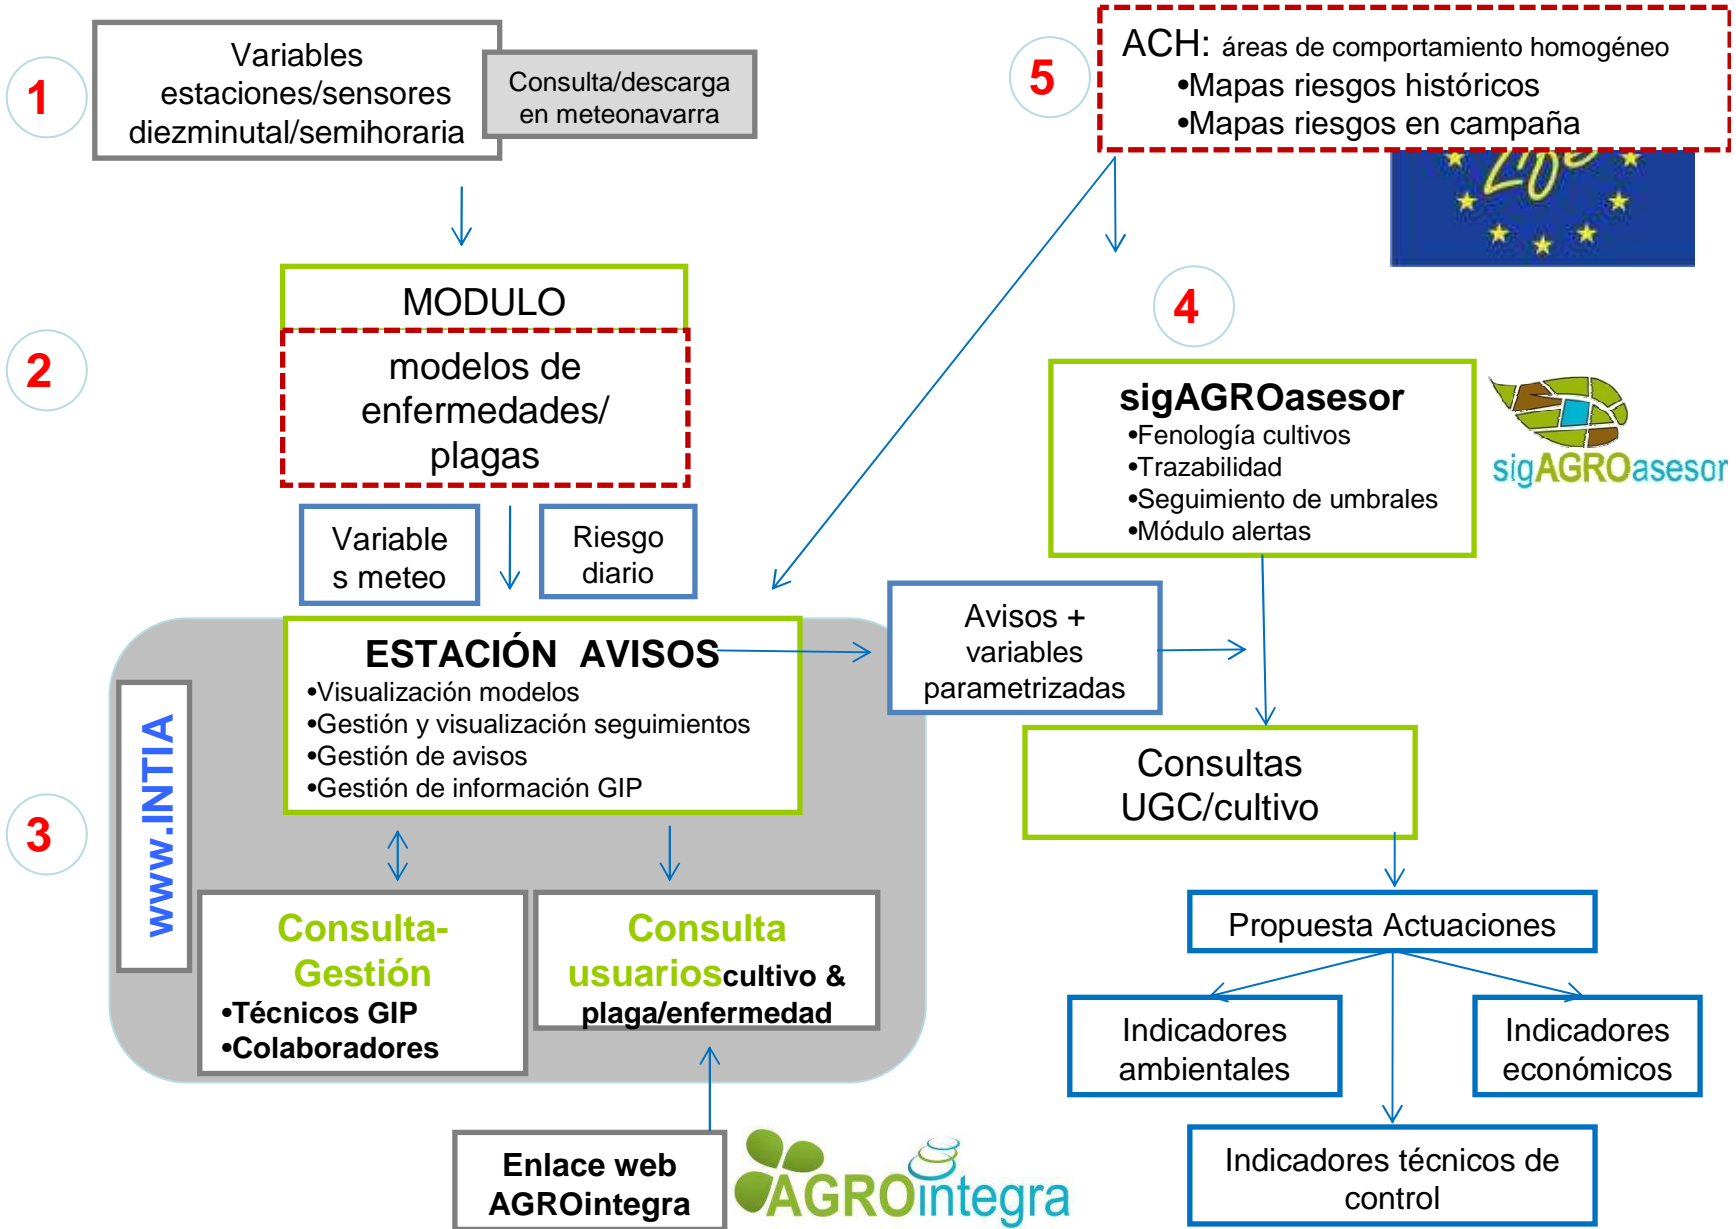 1
Variables
estaciones/sensores
diezminutal/semihoraria
Consulta/descarga
en meteonavarra
5
ACH: áreas de comportamiento homogéneo
•Mapas riesgos históricos
•Mapas riesgos en campaña
Life
2
MODULO
modelos de
enfermedades/
plagas
Variable
s meteo
Riesgo
diario
4
sigAGROasesor
•Fenología cultivos
•Trazabilidad
•Seguimiento de umbrales
•Módulo alertas
sigAGROasesor
3
www.INTIA
ESTACIÓN AVISOS
•Visualización modelos
•Gestión y visualización seguimientos
•Gestión de avisos
•Gestión de información GIP
Avisos +
variables
parametrizadas
Consultas
UGC/cultivo
Consulta-
Gestión
•Técnicos GIP
•Colaboradores
Consulta
usuarioscultivo &
plaga/enfermedad
Propuesta Actuaciones
Indicadores
ambientales
Indicadores
económicos
Indicadores técnicos de
control
Enlace web
AGROintegra
AGROintegra